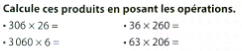 Calcule ces produits en posant les opérations.
• 306 x 26 =
• 36 x 260 =
• 3 060 x 6 =
• 63 x 206 =